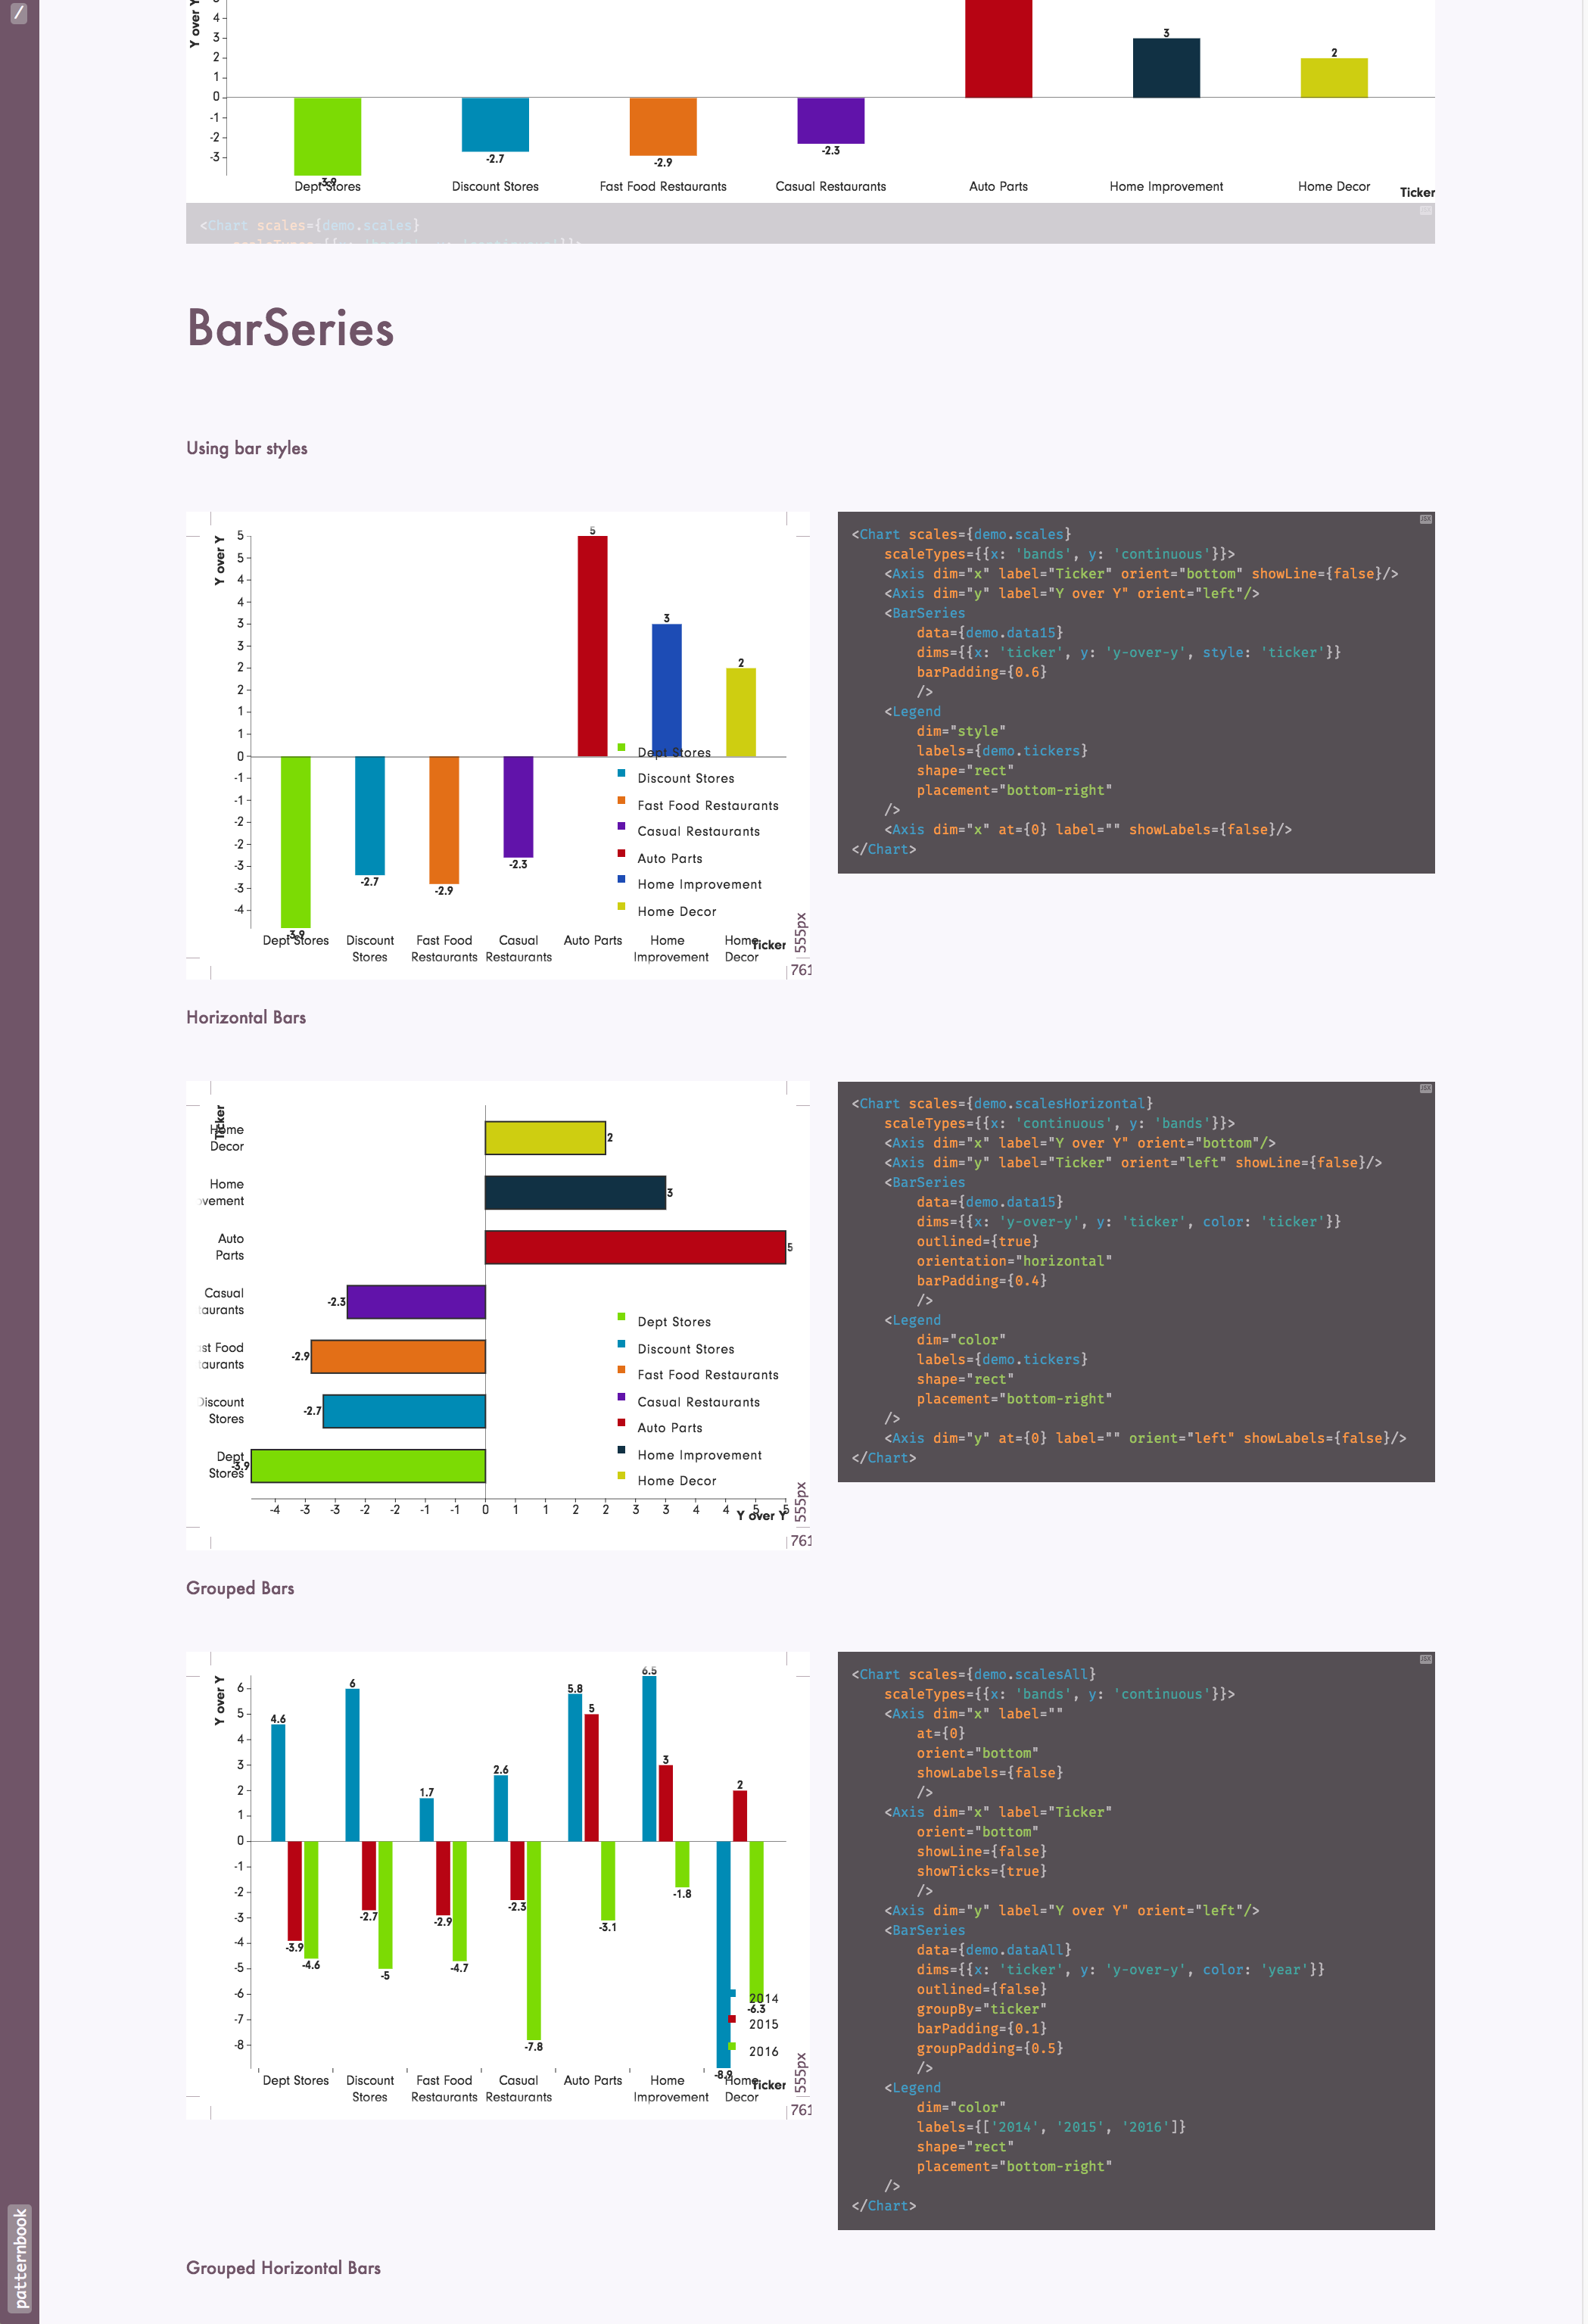 /
Y over Y
4
3
2
1
0
-1
-2
-3
3
2
-2.7
-2.9
-2.3
-3.9
Dept Stores
Discount Stores
Fast Food Restaurants
Casual Restaurants
Auto Parts
Home Improvement
Home Decor
Ticker
<Chart scales={demo.scales}
BarSeries
Using bar styles
Y over Y
5
5
4
4
3
3
2
2
1
1
0
-1
-1
-2
-2
-3
-3
-4
5
3
2
-2.7
-2.9
-2.3
-3.9
Dept Stores
Discount Stores
Fast Food Restaurants
Casual Restaurants
Auto Parts
Home Improvement
Home Decor
Dept Stores
Discount
Stores
Fast Food
Restaurants
Casual
Restaurants
Auto Parts
Home
Improvement
Home
Decor
Ticker
555px
761
<Chart scales={demo.scales}
scaleTypes={{x: 'bands', y: 'continuous'}}>
<Axis dim="x" label="Ticker" orient="bottom" showLine={false}/>
<Axis dim="y" label="Y over Y" orient="left"/>
<BarSeries
data={demo.data15}
dims={{x: 'ticker', y: 'y-over-y', style: 'ticker'}}
barPadding={0.6}
/>
<Legend
dim="style"
labels={demo.tickers}
shape="rect"
placement="bottom-right"
/>
<Axis dim="x" at={0} label="" showLabels={false}/>
</Chart>
Horizontal Bars
Ticker
Home
Decor
Home
vement
Auto
Parts
Casual
aurants
st Food
taurants
Discount
Stores
Dept
Stores
2
3
5
-2.3
-2.9
-2.7
-3.9
Dept Stores
Discount Stores
Fast Food Restaurants
Casual Restaurants
Auto Parts
Home Improvement
Home Decor
-4 -3 -3 -2 -2 -1 -1 0 1 1 2 2 3 3 4 5 5
Y over Y
555px
761
<Chart scales={demo.scalesHorizontal}
scaleTypes={{x: 'continuous', y: 'bands'}}>
<Axis dim="x" label="Y over Y" orient="bottom"/>
<Axis dim="y" label="Ticker" orient="left" showLine={false}/>
<BarSeries
data={demo.data15}
dims={{x: 'y-over-y', y: 'ticker', color: 'ticker'}}
outlined={true}
orientation="horizontal"
barPadding={0.4}
/>
<Legend
dim="color"
labels={demo.tickers}
shape="rect"
placement="bottom-right"
/>
<Axis dim="y" at={0} label="" orient="left" showLabels={false}/>
</Chart>
Grouped Bars
Y over Y
6
5
4
3
2
1
0
-1
-2
-3
-4
-5
-6
-7
-8
4.6
-3.9
-4.6
6
-2.7
-5
1.7
-2.9
-4.7
2.6
-2.3
-7.8
5.8
5
-3.1
6.5
3
-1.8
-8.9
2
-6.3
2014
2015
2016
Dept Stores
Discount
Stores
Fast Food
Restaurants
Casual
Restaurants
Auto Parts
Home
Improvement
Home
Decor
Ticker
555px
761
<Chart scales={demo.scalesAll}
scaleTypes={{x: 'bands', y: 'continuous'}}>
<Axis dim="x" label=""
at={0}
orient="bottom"
showLabels={false}
/>
<Axis dim="x" label="Ticker"
orient="bottom"
showLine={false}
showTicks={true}
/>
<Axis dim="y" label="Y over Y" orient="left"/>
<BarSeries
data={demo.dataAll}
dims={{x: 'ticker', y: 'y-over-y', color: 'year'}}
outlined={false}
groupBy="ticker"
barPadding={0.1}
groupPadding={0.5}
/>
<Legend
dim="color"
labels={['2014', '2015', '2016']}
shape="rect"
placement="bottom-right"
/>
</Chart>
Grouped Horizontal Bars
patternbook